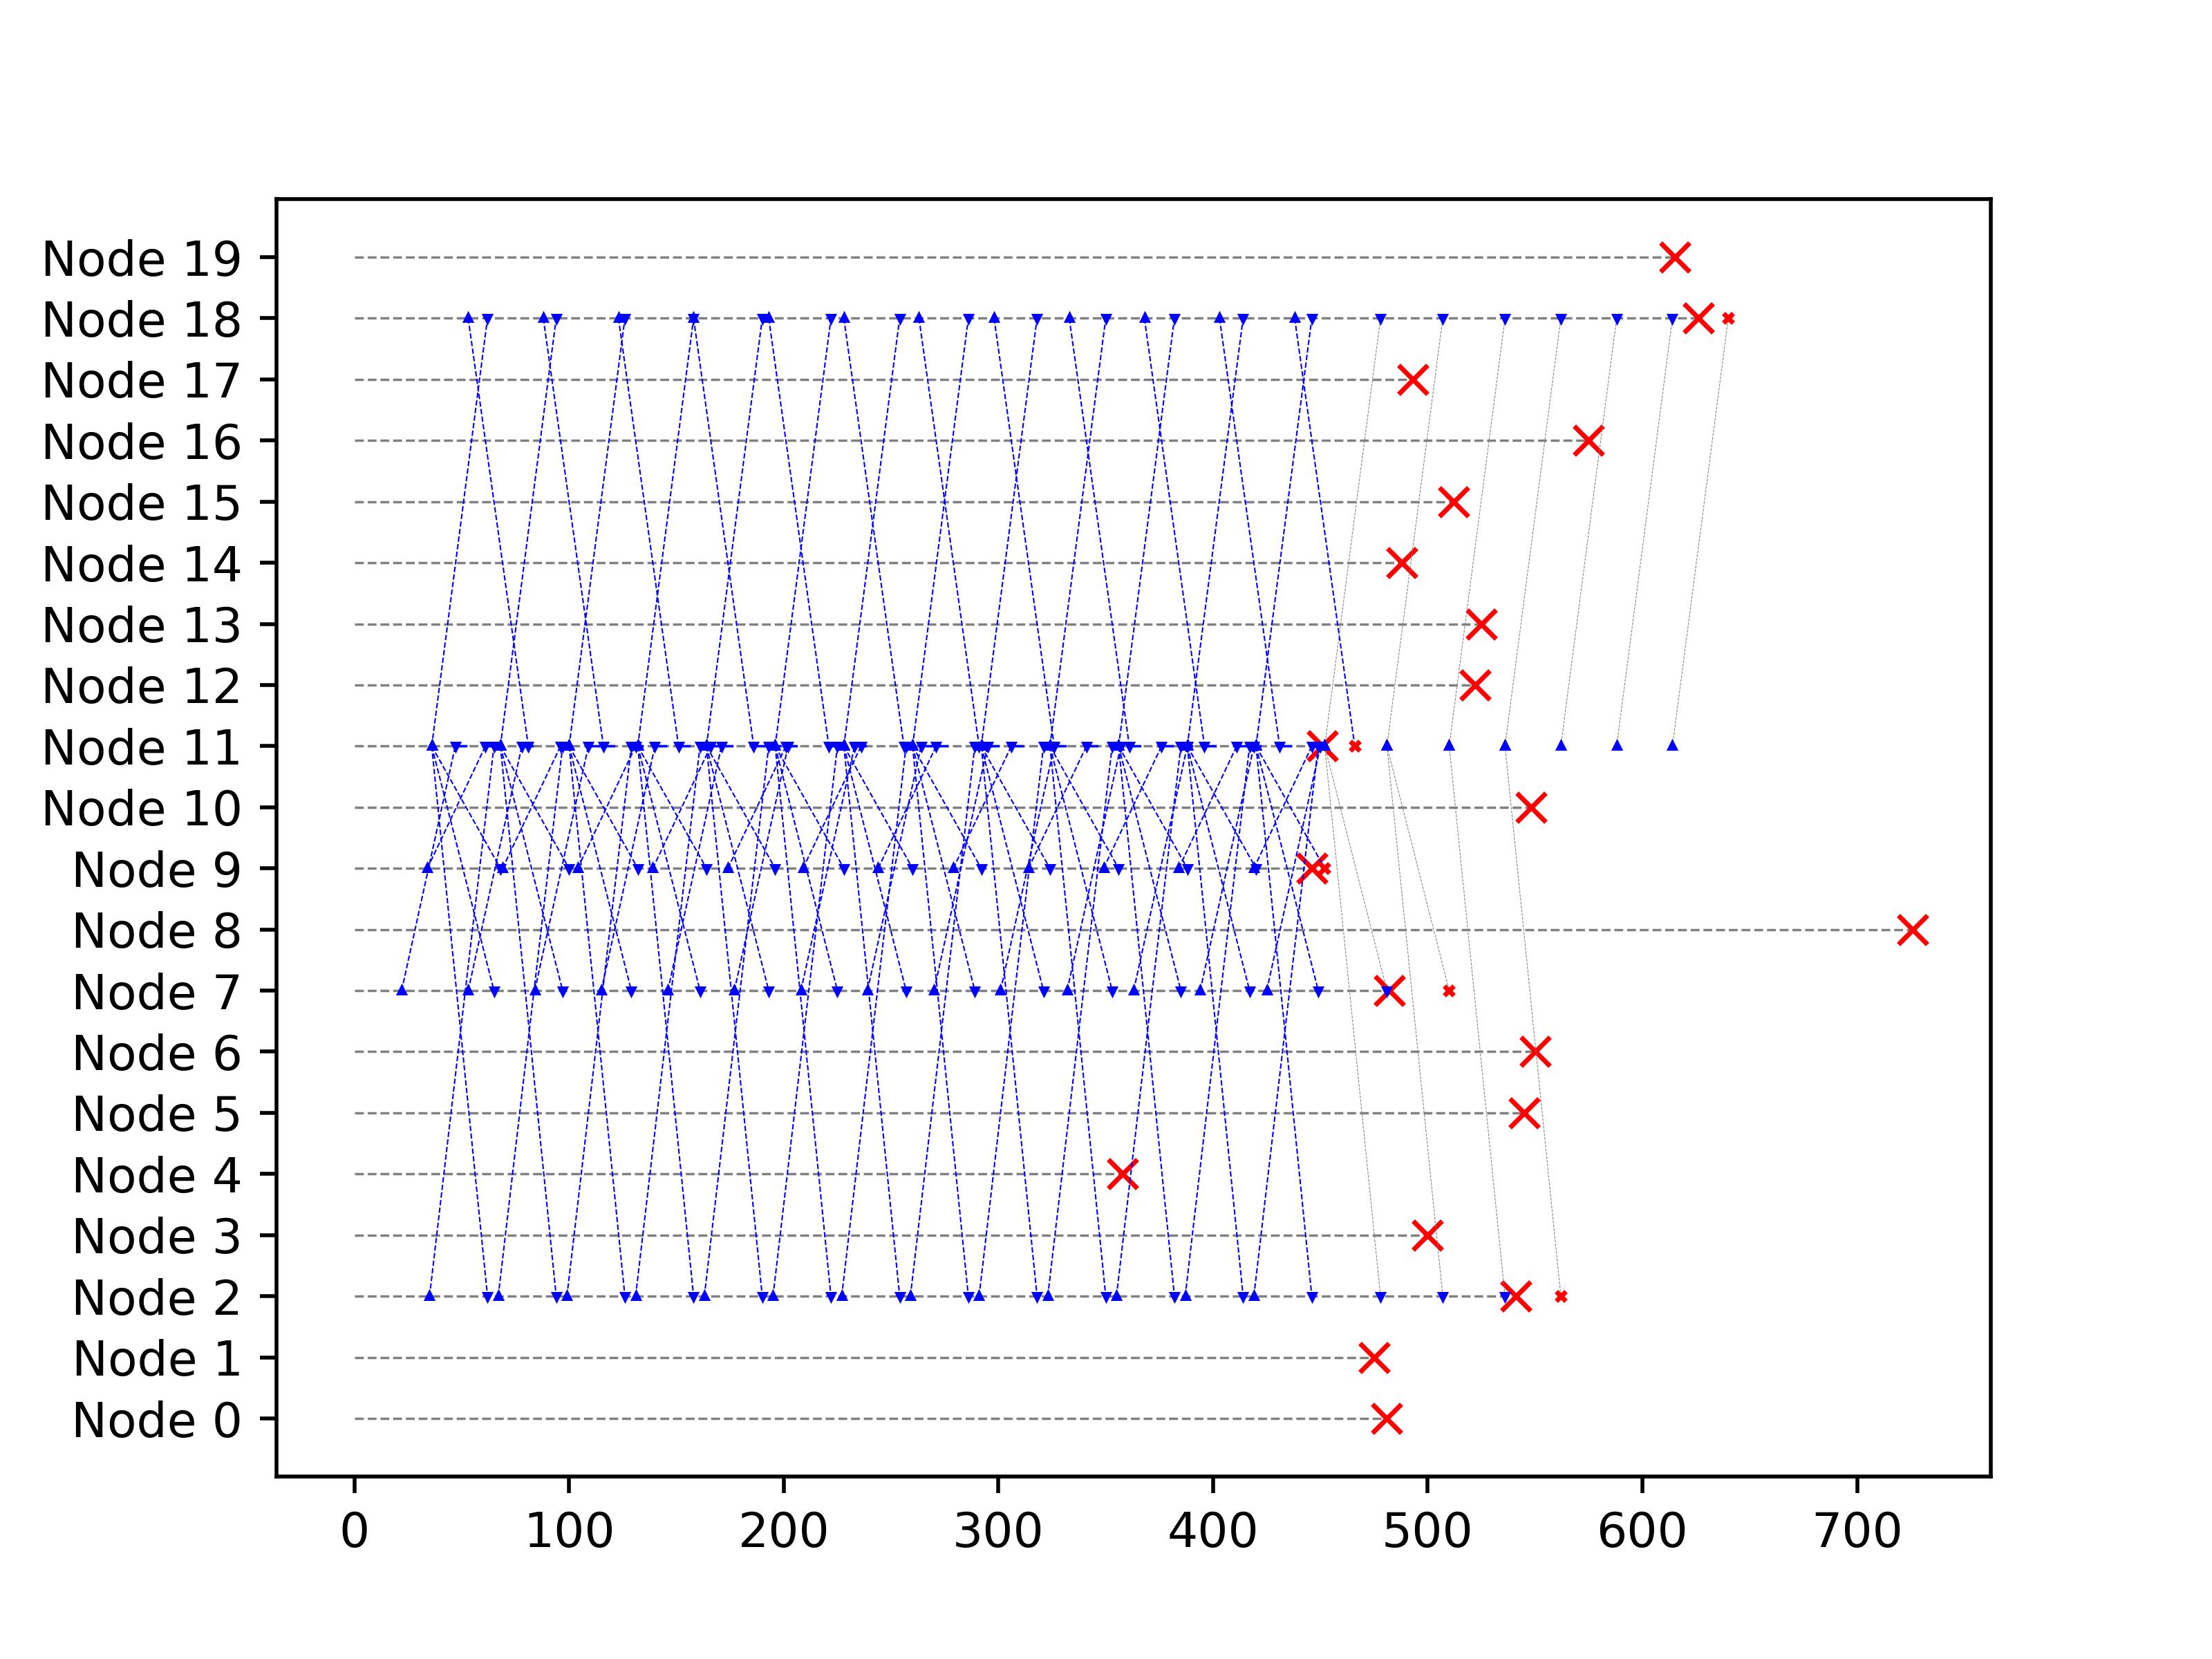 Node 19
Node 18
Node 17
Node 16
Node 15
Node 14
Node 13
Node 12
Node 11
Node 10
Node 9
Node 8
Node 7
Node 6
Node 5
Node 4
Node 3
Node 2
Node 1
Node 0
0 100 200 300 400 500 600 700